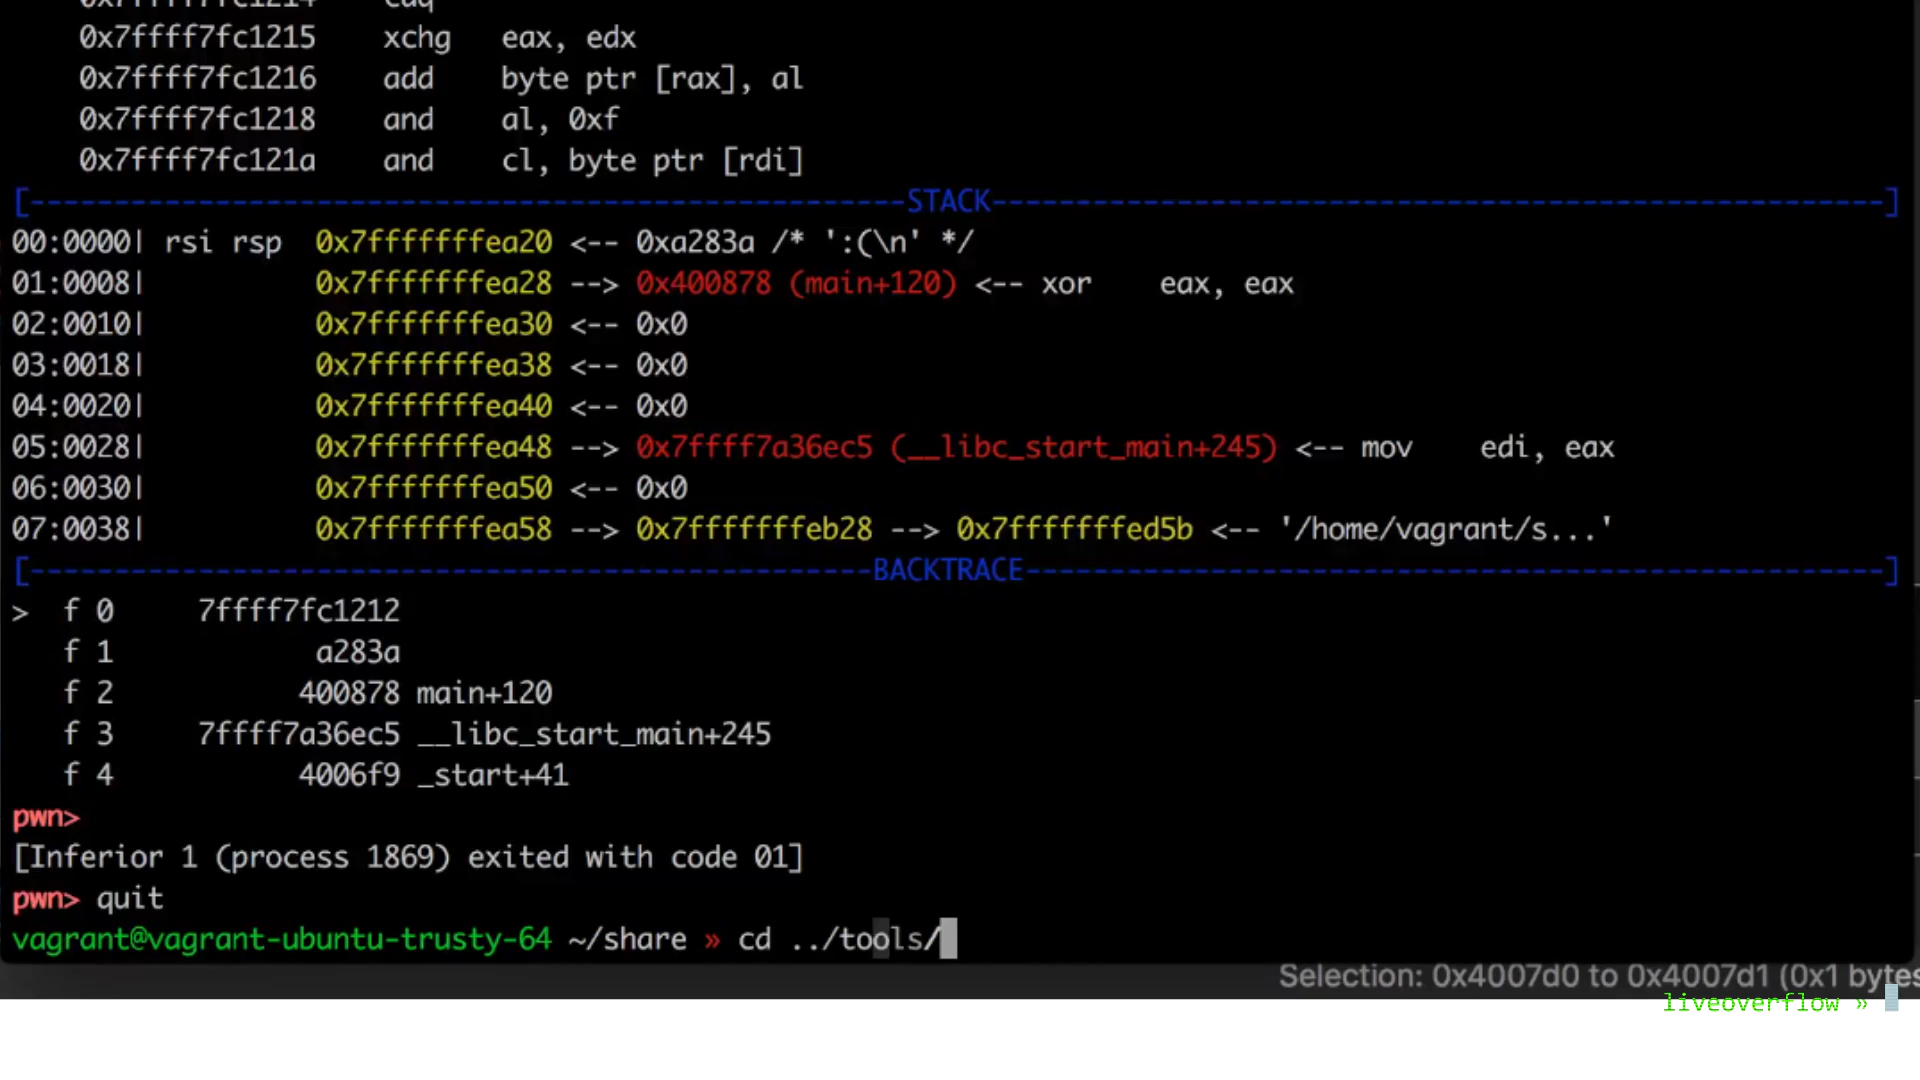 0x7ffff7fc1214 cdq
0x7ffff7fc1215 xchg eax, edx
0x7ffff7fc1216 add byte ptr [rax], al
0x7ffff7fc1218 and al, 0xf
0x7ffff7fc121a and cl, byte ptr [rdi]
[----------------------------------------------------STACK-----------------------------------------------------]
00:0000| rsi rsp 0x7fffffffea20 <-- 0xa283a /* ':(\n' */
01:0008| 0x7fffffffea28 --> 0x400878 (main+120) <-- xor eax, eax
02:0010| 0x7fffffffea30 <-- 0x0
03:0018| 0x7fffffffea38 <-- 0x0
04:0020| 0x7fffffffea40 <-- 0x0
05:0028| 0x7fffffffea48 --> 0x7ffff7a36ec5 (__libc_start_main+245) <-- mov edi, eax
06:0030| 0x7fffffffea50 <-- 0x0
07:0038| 0x7fffffffea58 --> 0x7fffffffeb28 --> 0x7fffffffed5b <-- '/home/vagrant/s...'
[--------------------------------------------------BACKTRACE---------------------------------------------------]
> f 0 7ffff7fc1212
f 1 a283a
f 2 400878 main+120
f 3 7ffff7a36ec5 __libc_start_main+245
f 4 4006f9 _start+41
pwn>
[Inferior 1 (process 1869) exited with code 01]
pwn> quit
vagrant@vagrant-ubuntu-trusty-64 ~/share » cd ../tools/
Selection: 0x4007d0 to 0x4007d1 (0x1 bytes
liveoverflow »